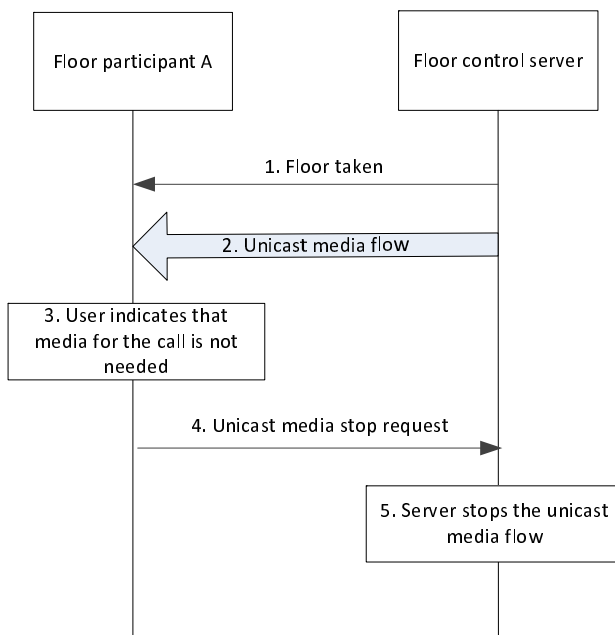 Floor participant A
Floor control server
1. Floor taken
2. Unicast media flow
3. User indicates that
media for the call is not
needed
4. Unicast media stop request
5. Server stops the unicast
media flow